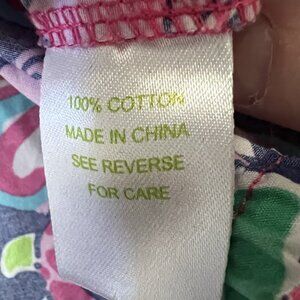 100% COTTON
MADE IN CHINA
SEE REVERSE
FOR CARE